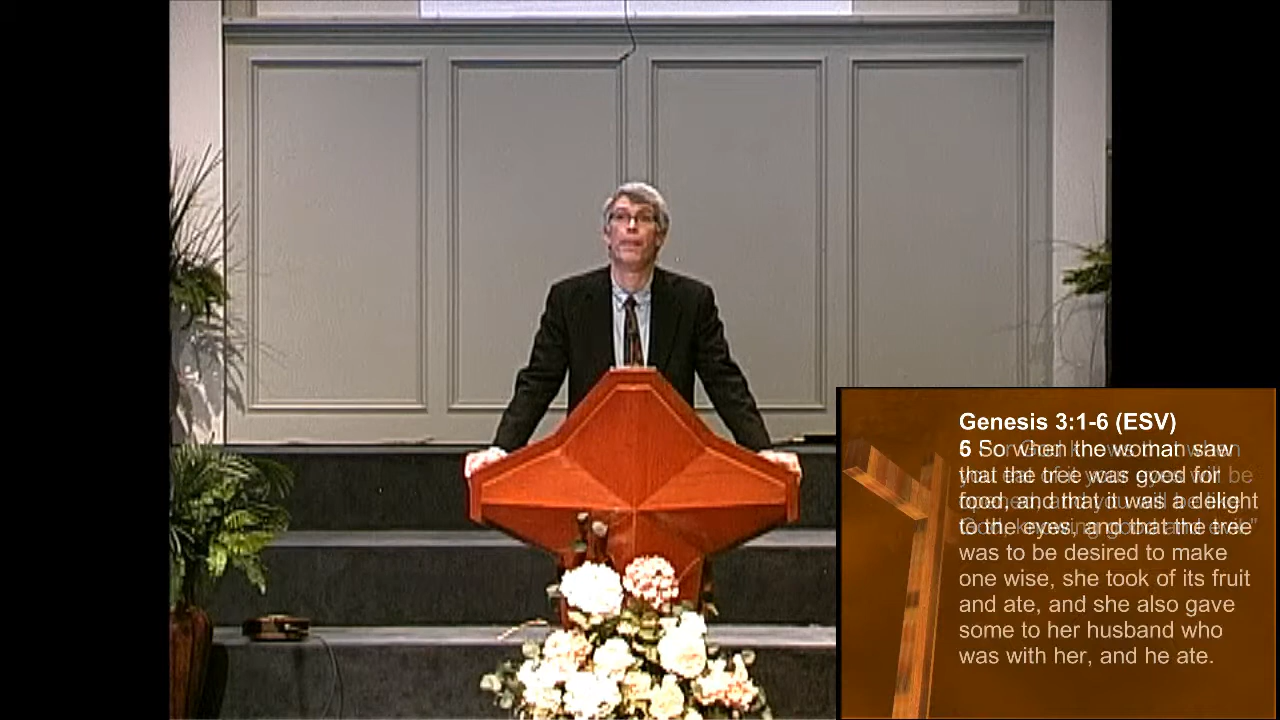 Genesis 3:1-6 (ESV)
6 So when the woman saw
that the tree was good for
food, and that it was a delight
to the eyes, and that the tree
was to be desired to make
one wise, she took of its fruit
and ate, and she also gave
some to her husband who
was with her, and he ate.